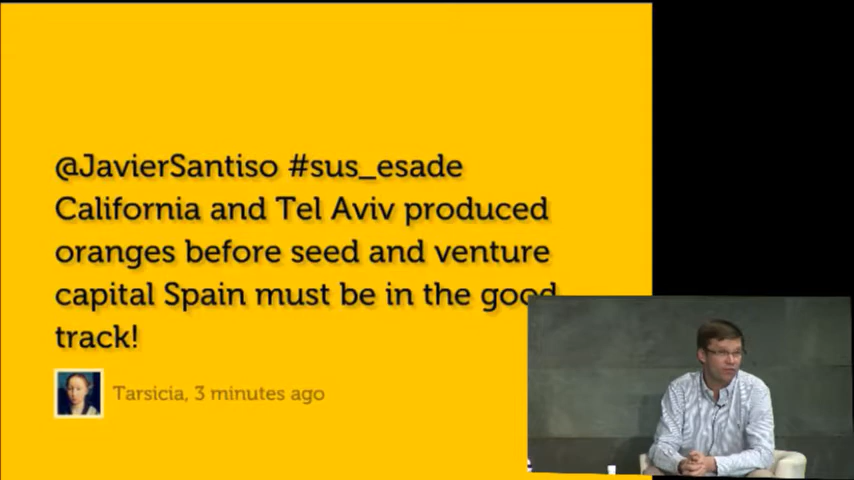 @JavierSantiso #sus_esade
California and Tel Aviv produced
oranges before seed and venture
capital Spain must be in the good
track!
Tarsicia, 3 minutes ago